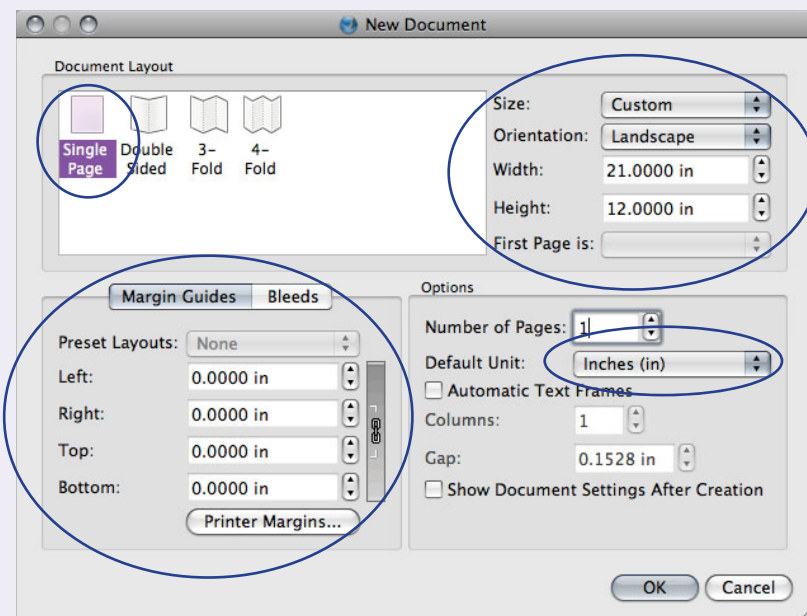 New Document
Document Layout
Single Page
Double Sided
3-Fold
4-Fold
Size: Custom
Orientation: Landscape
Width: 21.0000 in
Height: 12.0000 in
First Page is:
Margin Guides Bleeds
Preset Layouts: None
Left: 0.0000 in
Right: 0.0000 in
Top: 0.0000 in
Bottom: 0.0000 in
Printer Margins...
Options
Number of Pages: 1
Default Unit: Inches (in)
Automatic Text Frames
Columns: 1
Gap: 0.1528 in
Show Document Settings After Creation
OK Cancel